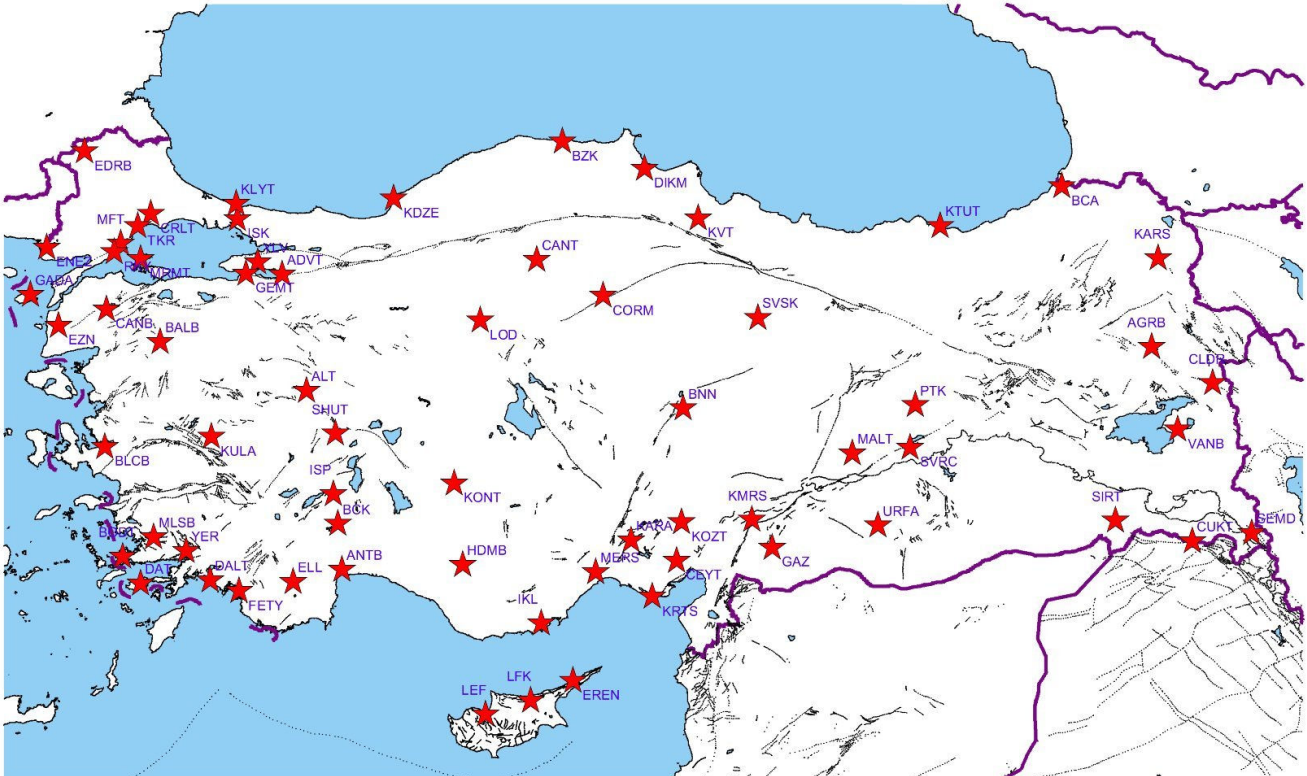 BZK
EDRB
DIKM
KLYT
BCA
KDZE
MFT
CRLT
ISK
KVT
KTUT
TKR
KARS
ENEZ
CANT
MRMT
ADVT
GEMT
GADA
CANB
CORM
SVSK
EZN
BALB
LOD
AGRB
CLDR
ALT
SHUT
BNN
PTK
BLCB
KULA
MALT
SVRC
VANB
ISP
KONT
BCK
KMRS
URFA
SIRT
MLSB
KARA
KOZT
CUKT
SEMD
YER
ANTB
HDMB
MERS
CEYT
GAZ
DAT
DALT
ELL
FETY
KRTS
IKL
LFK
EREN
LEF